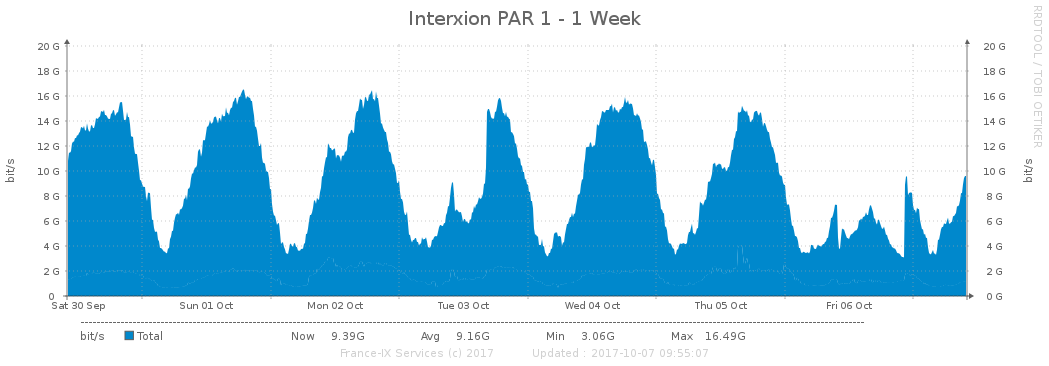 Interxion PAR 1 - 1 Week
RRDTOOL / TOBI OETIKER
20 G 20 G
18 G 18 G
16 G 16 G
14 G 14 G
12 G 12 G
10 G 10 G
8 G 8 G
6 G 6 G
4 G 4 G
2 G 2 G
0 0 G
bit/s
bit/s
Sat 30 Sep Sun 01 Oct Mon 02 Oct Tue 03 Oct Wed 04 Oct Thu 05 Oct Fri 06 Oct
bit/s Total Now 9.39G Avg 9.16G Min 3.06G Max 16.49G
France-IX Services (c) 2017 Updated : 2017-10-07 09:55:07